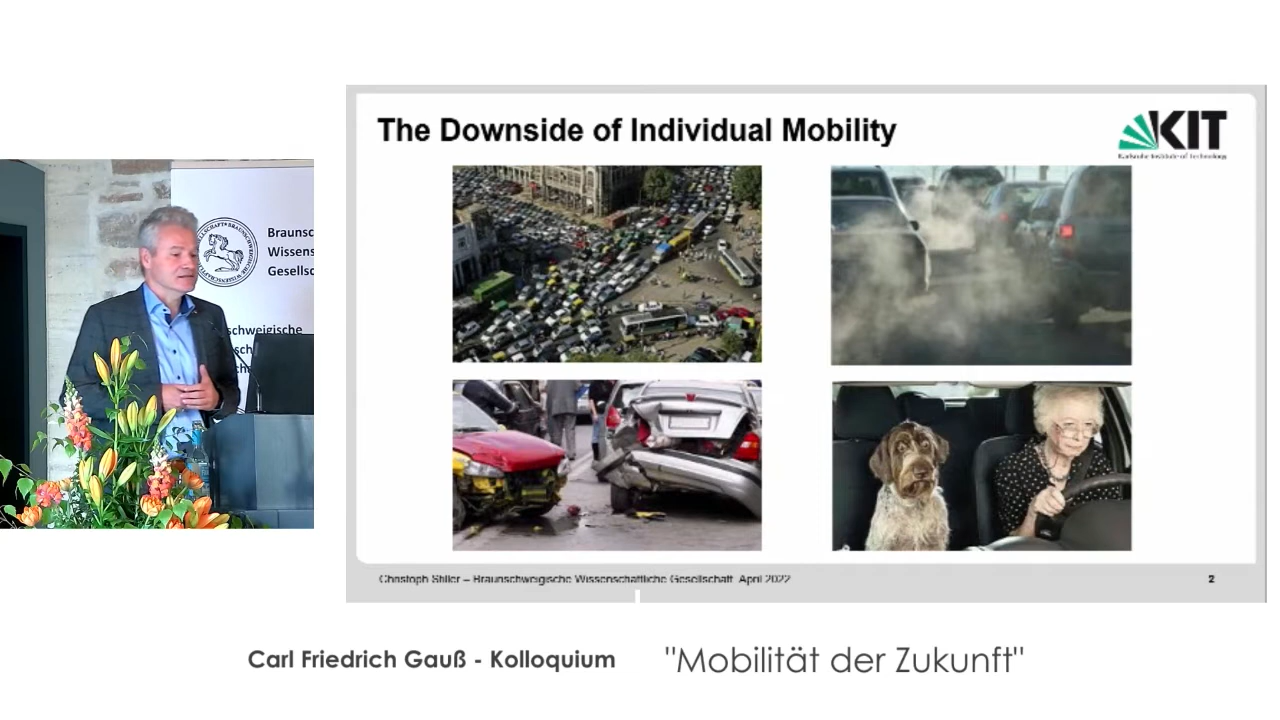 The Downside of Individual Mobility
KIT
Karlsruhe Institute of Technology
Braunsc
Wissens
Gesellsc
schweigische
Christoph Stiller – Braunschweigische Wissenschaftliche Gesellschaft April 2022
2
Carl Friedrich Gauß - Kolloquium
"Mobilität der Zukunft"